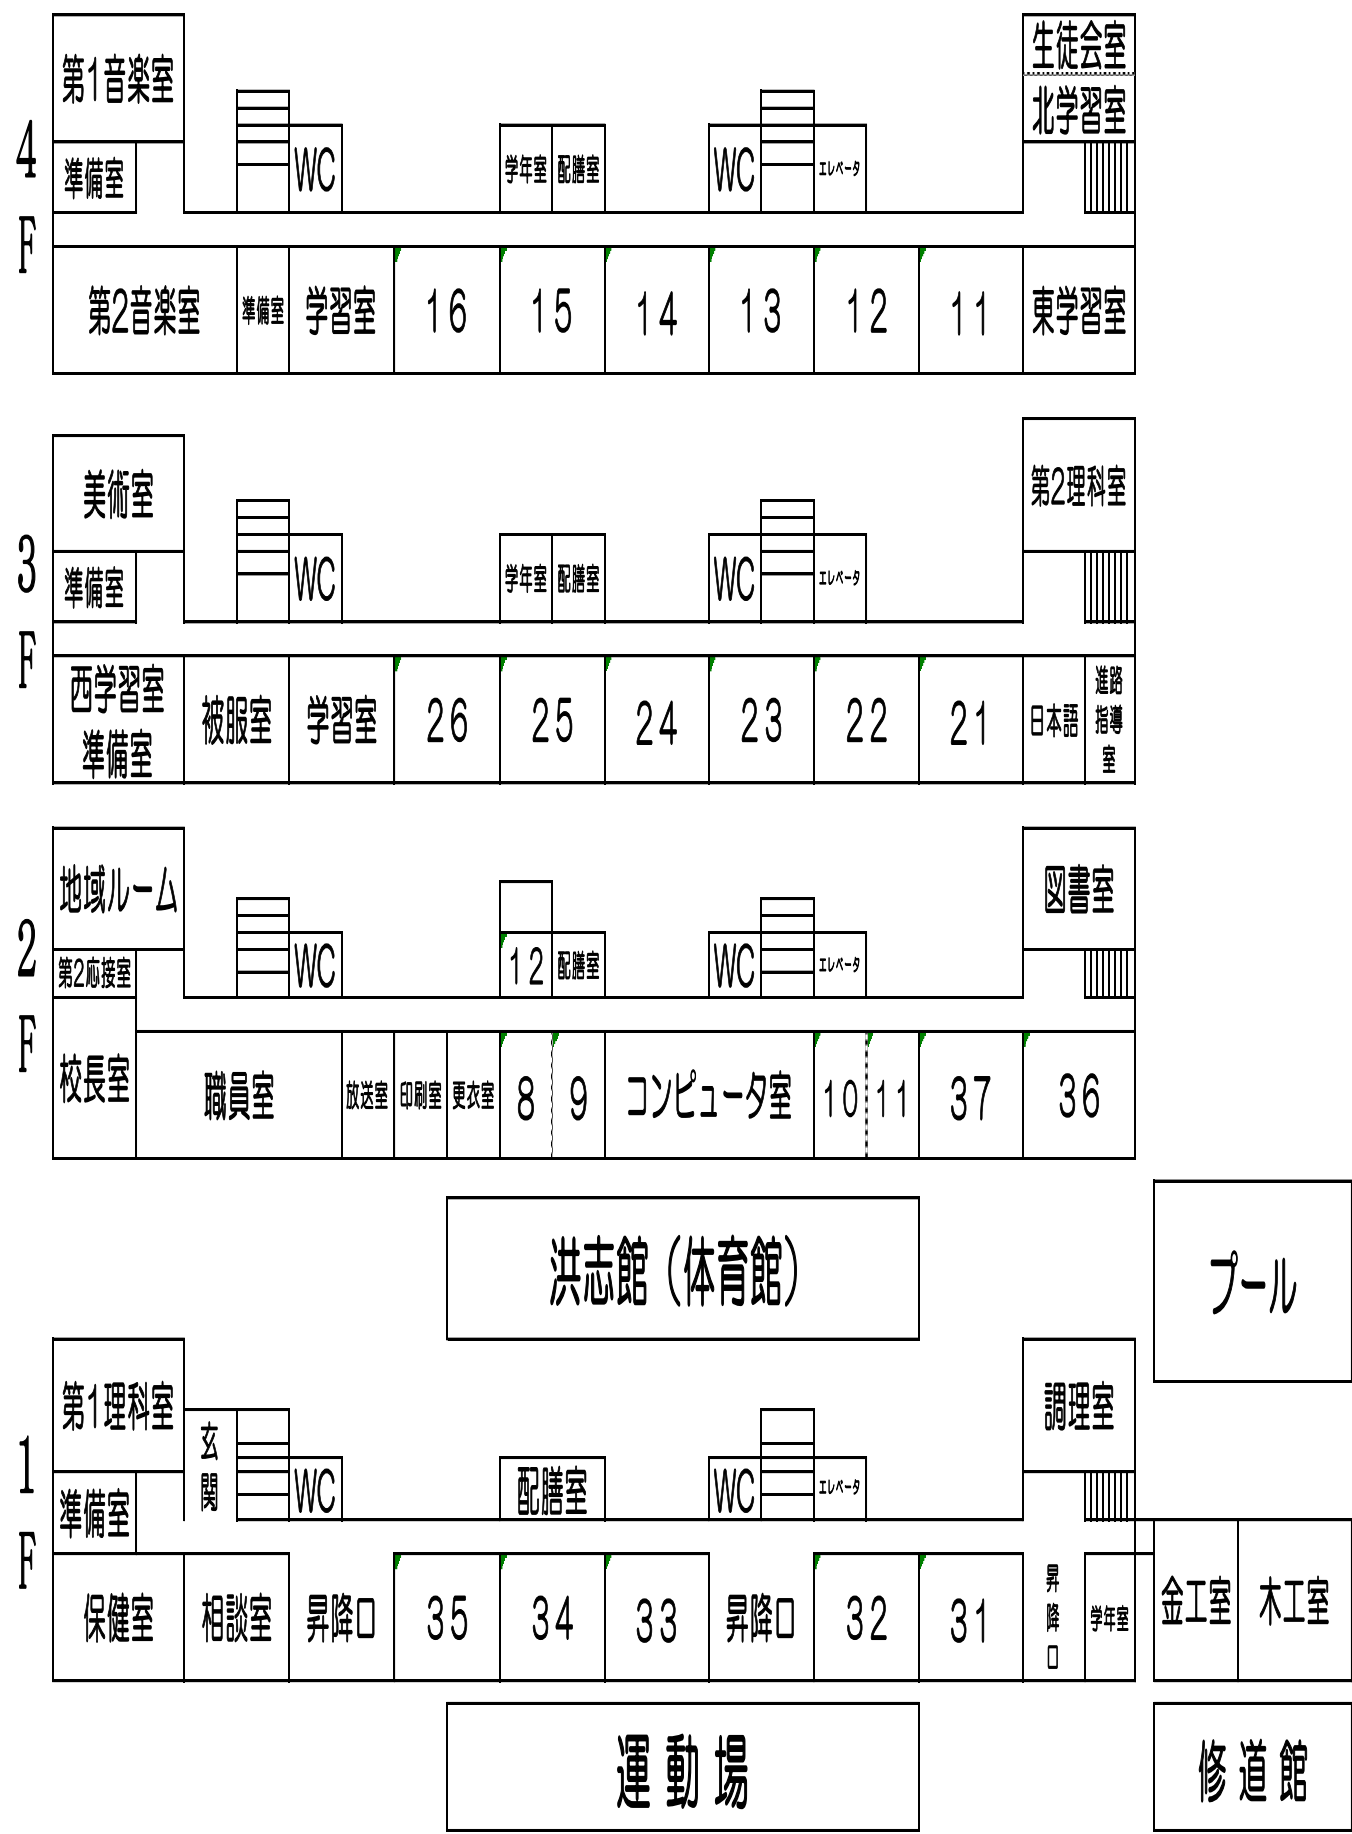 4F
第1音楽室
生徒会室
北学習室
準備室
WC
学年室
配膳室
WC
エレベータ
第2音楽室
準備室
学習室
16
15
14
13
12
11
東学習室
3F
美術室
第2理科室
準備室
WC
学年室
配膳室
WC
エレベータ
西学習室
準備室
被服室
学習室
26
25
24
23
22
21
日本語
進路
指導
室
2F
地域ルーム
図書室
第2応接室
WC
12
配膳室
WC
エレベータ
校長室
職員室
放送室
印刷室
更衣室
8
9
コンピュータ室
10
11
37
36
洪志館（体育館）
プール
1F
第1理科室
玄関
調理室
準備室
WC
配膳室
WC
エレベータ
保健室
相談室
昇降口
35
34
33
昇降口
32
31
昇降口
学年室
金工室
木工室
運動場
修道館